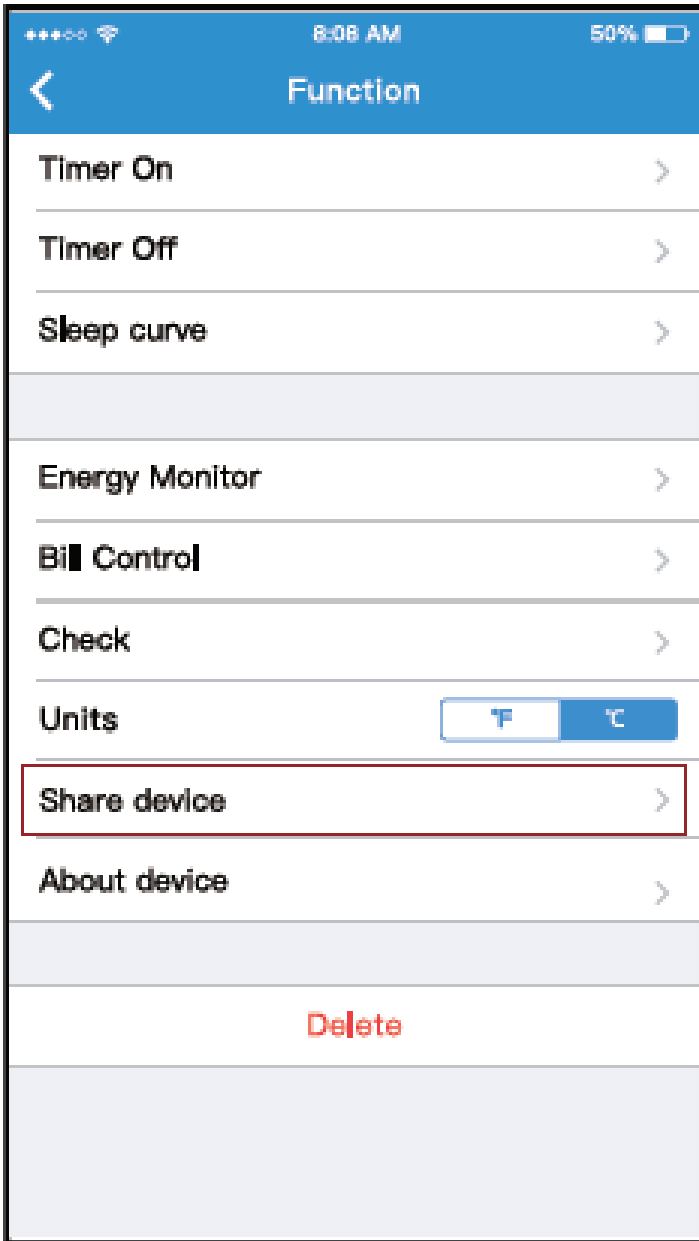 8:08 AM 50%
Function
Timer On
Timer Off
Sleep curve
Energy Monitor
Bill Control
Check
Units °F °C
Share device
About device
Delete